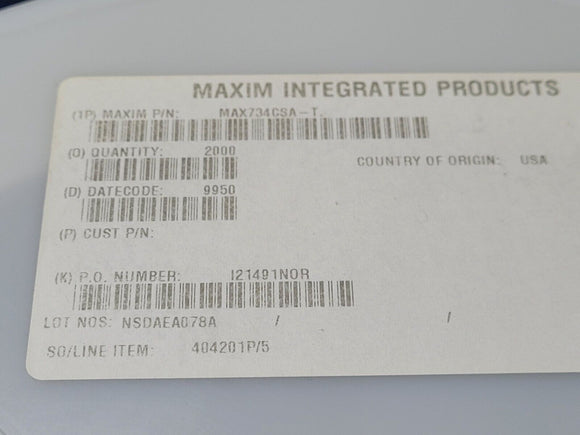 MAXIM INTEGRATED PRODUCTS
(1P) MAXIM P/N: MAX734CSA-T.
(Q) QUANTITY: 2000
COUNTRY OF ORIGIN: USA
(D) DATECODE: 9950
(P) CUST P/N:
(K) P.O. NUMBER: I21491NOR
LOT NOS: NSDAEA078A / /
SO/LINE ITEM: 404201P/5